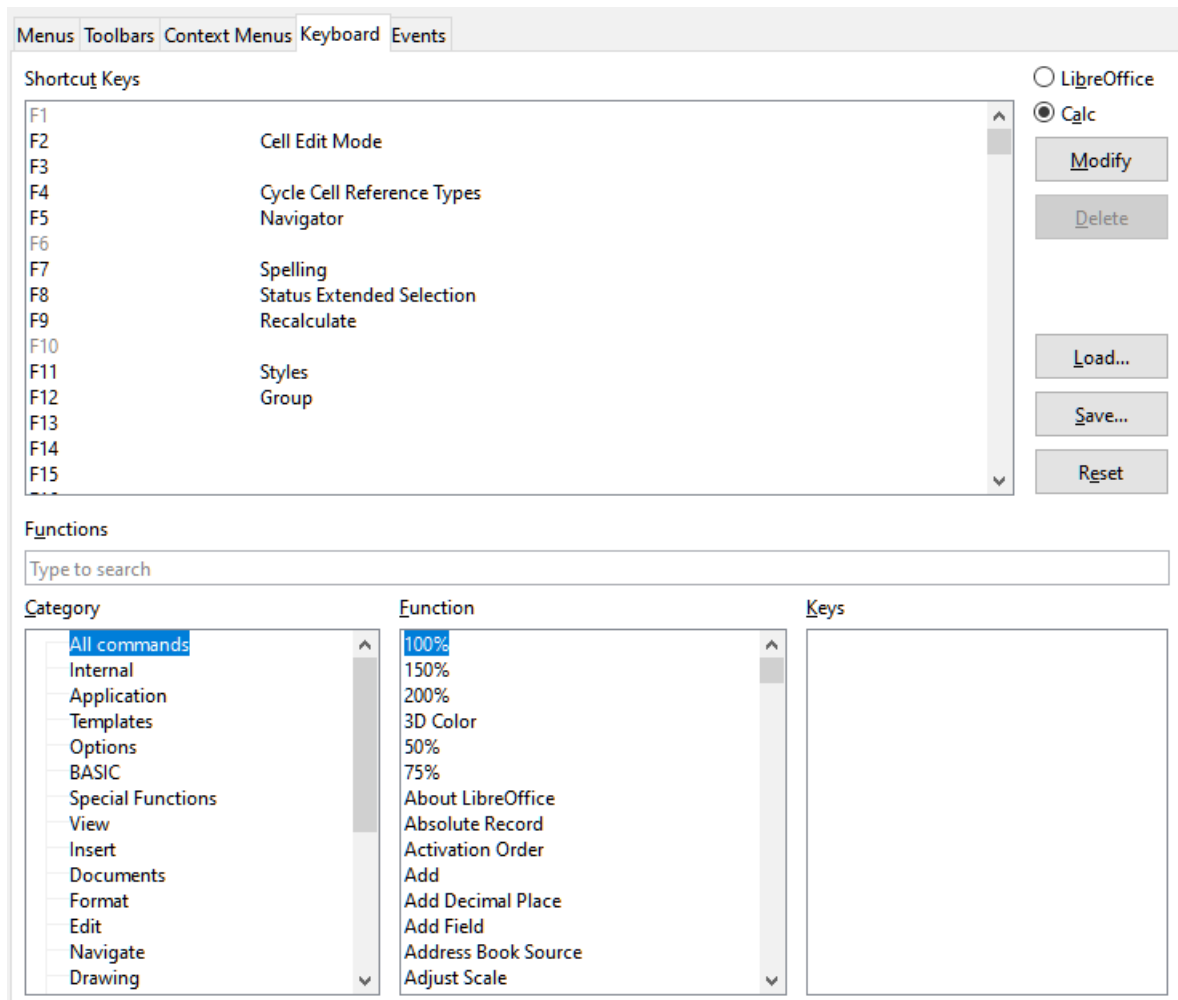 Menus Toolbars Context Menus Keyboard Events
Shortcut Keys
LibreOffice
Calc
F1
F2 Cell Edit Mode
F3
F4 Cycle Cell Reference Types
F5 Navigator
F6
F7 Spelling
F8 Status Extended Selection
F9 Recalculate
F10
F11 Styles
F12 Group
F13
F14
F15
Modify
Delete
Load...
Save...
Reset
Functions
Type to search
Category
All commands
Internal
Application
Templates
Options
BASIC
Special Functions
View
Insert
Documents
Format
Edit
Navigate
Drawing
Function
100%
150%
200%
3D Color
50%
75%
About LibreOffice
Absolute Record
Activation Order
Add
Add Decimal Place
Add Field
Address Book Source
Adjust Scale
Keys